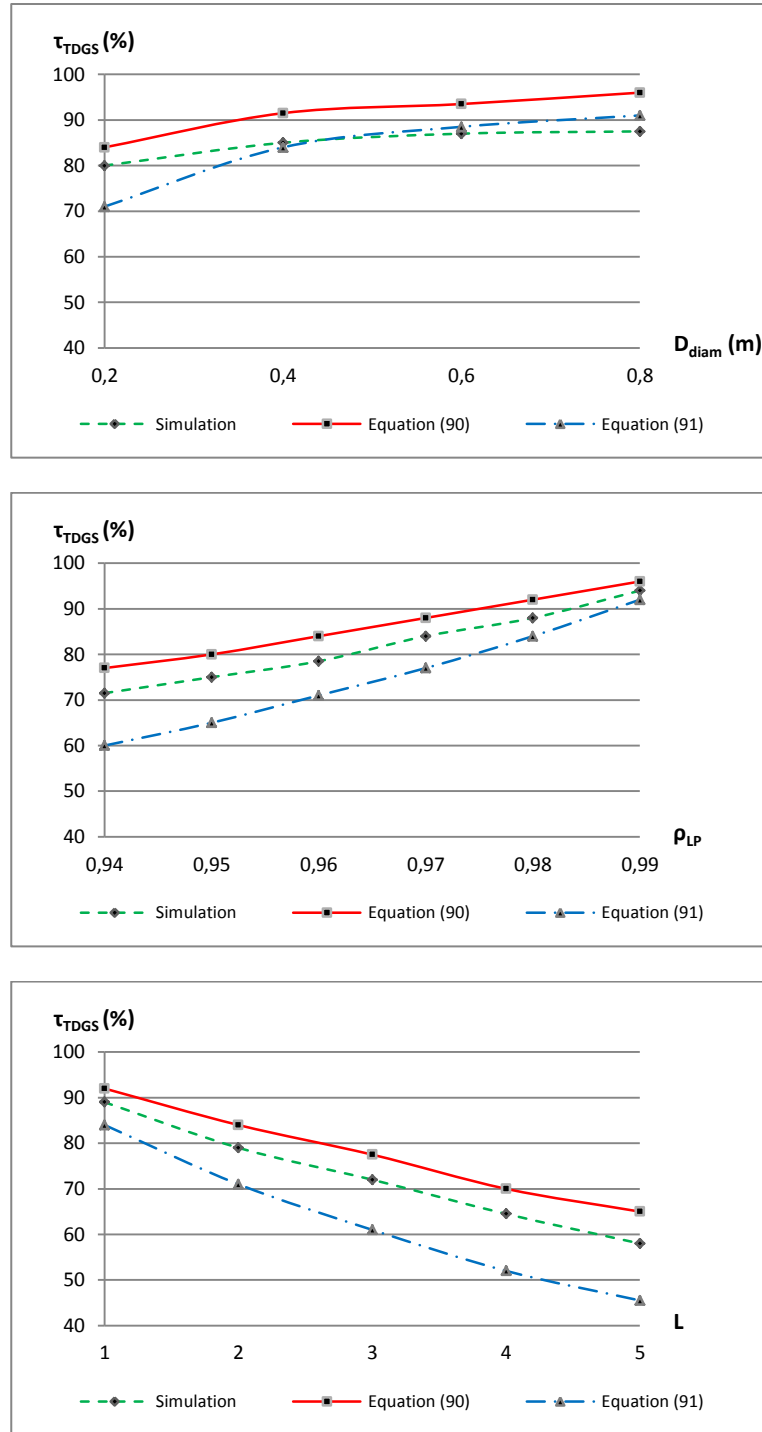 τTDGS (%)
100
90
80
70
60
50
40
Ddiam (m)
0,2 0,4 0,6 0,8
Simulation Equation (90) Equation (91)
τTDGS (%)
100
90
80
70
60
50
40
ρLP
0,94 0,95 0,96 0,97 0,98 0,99
Simulation Equation (90) Equation (91)
τTDGS (%)
100
90
80
70
60
50
40
L
1 2 3 4 5
Simulation Equation (90) Equation (91)